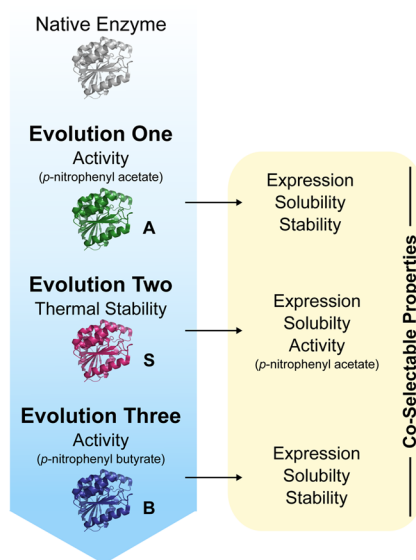 Native Enzyme
Evolution One
Activity
(p-nitrophenyl acetate)
A
Expression
Solubility
Stability
Evolution Two
Thermal Stability
S
Expression
Solubilty
Activity
(p-nitrophenyl acetate)
Evolution Three
Activity
(p-nitrophenyl butyrate)
B
Expression
Solubilty
Stability
Co-Selectable Properties